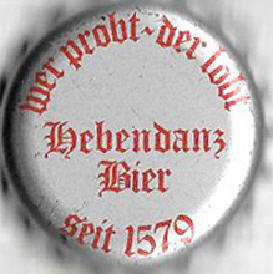 wer probt-der lobt
Hebendanz
Bier
seit 1579